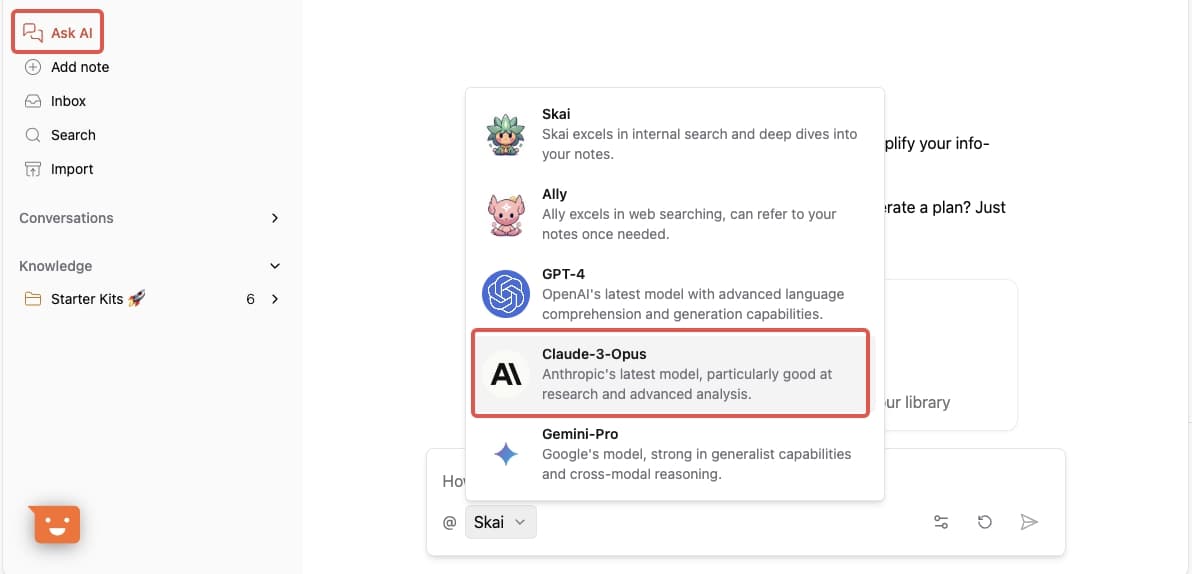 Ask AI
Add note
Inbox
Search
Import
Conversations
Knowledge
Starter Kits 🚀 6
Skai
Skai excels in internal search and deep dives into
your notes.
Ally
Ally excels in web searching, can refer to your
notes once needed.
GPT-4
OpenAI's latest model with advanced language
comprehension and generation capabilities.
Claude-3-Opus
Anthropic's latest model, particularly good at
research and advanced analysis.
Gemini-Pro
Google's model, strong in generalist capabilities
and cross-modal reasoning.
your info-
a plan? Just
library
@ Skai